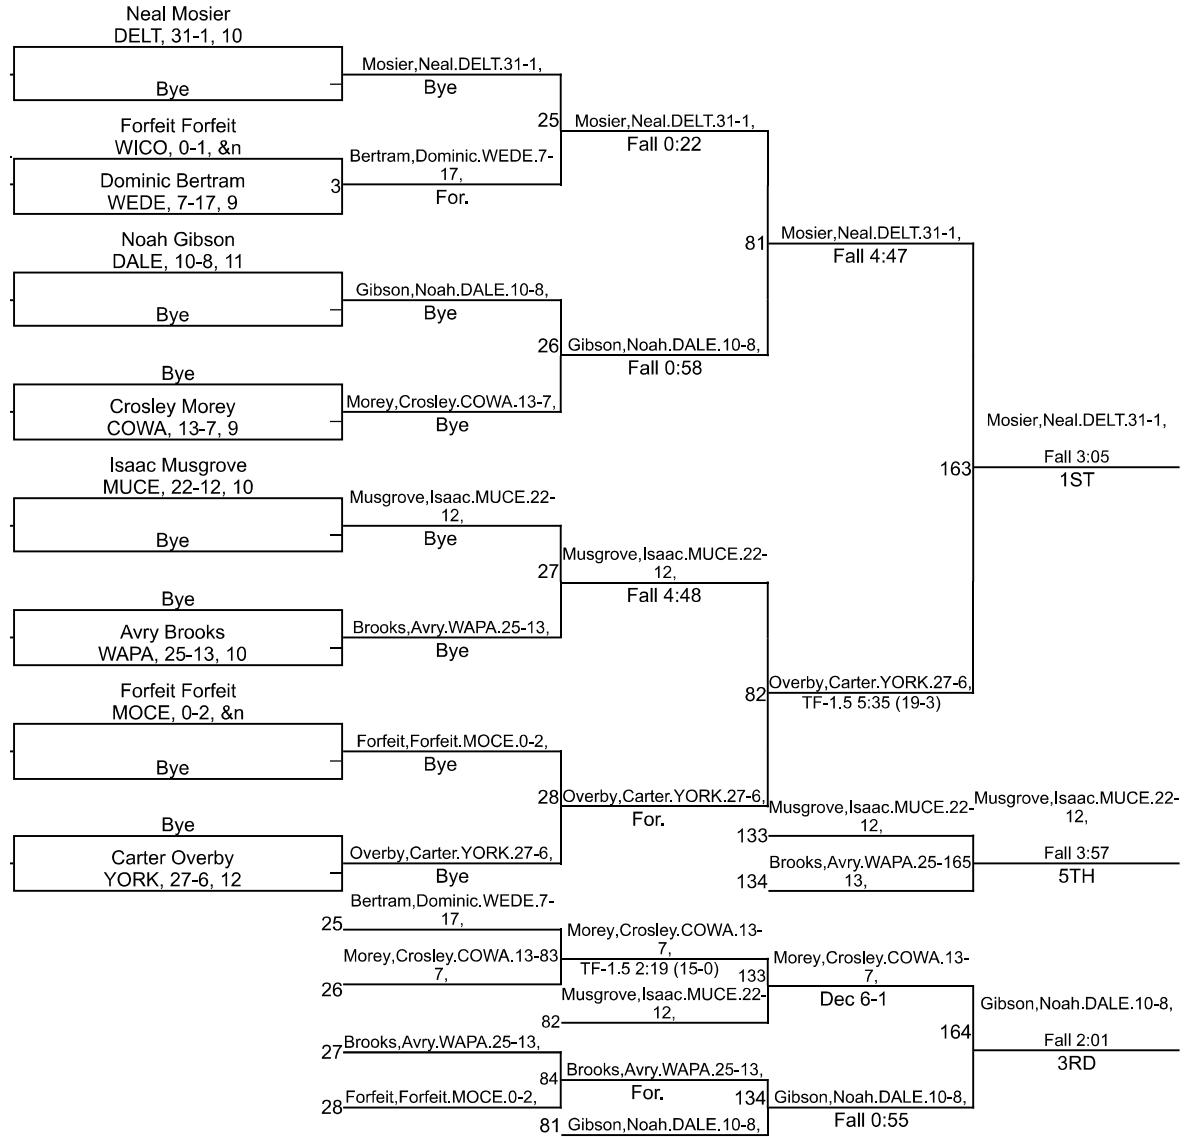 Neal Mosier
DELT, 31-1, 10
Bye
Mosier,Neal.DELT.31-1,
Bye
Forfeit Forfeit
WICO, 0-1, &n
Dominic Bertram
WEDE, 7-17, 9
3
Bertram,Dominic.WEDE.7-
17,
For.
25
Mosier,Neal.DELT.31-1,
Fall 0:22
Noah Gibson
DALE, 10-8, 11
Bye
Gibson,Noah.DALE.10-8,
Bye
Bye
Crosley Morey
COWA, 13-7, 9
Morey,Crosley.COWA.13-7,
Bye
26
Gibson,Noah.DALE.10-8,
Fall 0:58
81
Mosier,Neal.DELT.31-1,
Fall 4:47
Isaac Musgrove
MUCE, 22-12, 10
Bye
Musgrove,Isaac.MUCE.22-
12,
Bye
Bye
Avry Brooks
WAPA, 25-13, 10
Brooks,Avry.WAPA.25-13,
Bye
27
Musgrove,Isaac.MUCE.22-
12,
Fall 4:48
Forfeit Forfeit
MOCE, 0-2, &n
Bye
Forfeit,Forfeit.MOCE.0-2,
Bye
Bye
Carter Overby
YORK, 27-6, 12
Overby,Carter.YORK.27-6,
Bye
28
Overby,Carter.YORK.27-6,
For.
82
Overby,Carter.YORK.27-6,
TF-1.5 5:35 (19-3)
163
Mosier,Neal.DELT.31-1,
Fall 3:05
1ST
133
Musgrove,Isaac.MUCE.22-
12,
134
Brooks,Avry.WAPA.25-165
13,
Musgrove,Isaac.MUCE.22-
12,
Fall 3:57
5TH
25
Bertram,Dominic.WEDE.7-
17,
26
Morey,Crosley.COWA.13-83
7,
Morey,Crosley.COWA.13-
7,
TF-1.5 2:19 (15-0)
82
Musgrove,Isaac.MUCE.22-
12,
133
Morey,Crosley.COWA.13-
7,
Dec 6-1
27
Brooks,Avry.WAPA.25-13,
28
Forfeit,Forfeit.MOCE.0-2,
84
Brooks,Avry.WAPA.25-13,
For.
81
Gibson,Noah.DALE.10-8,
134
Gibson,Noah.DALE.10-8,
Fall 0:55
164
Gibson,Noah.DALE.10-8,
Fall 2:01
3RD